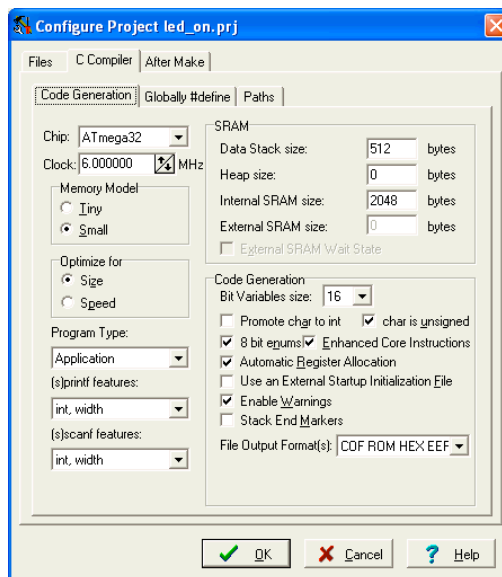 Configure Project led_on.prj
Files C Compiler After Make
Code Generation Globally #define Paths
Chip: ATmega32
Clock: 6.000000 MHz
Memory Model
Tiny
Small
Optimize for
Size
Speed
Program Type:
Application
(s)printf features:
int, width
(s)scanf features:
int, width
SRAM
Data Stack size: 512 bytes
Heap size: 0 bytes
Internal SRAM size: 2048 bytes
External SRAM size: 0 bytes
External SRAM Wait State
Code Generation
Bit Variables size: 16
Promote char to int char is unsigned
8 bit enums Enhanced Core Instructions
Automatic Register Allocation
Use an External Startup Initialization File
Enable Warnings
Stack End Markers
File Output Format(s): COF ROM HEX EEF
OK Cancel Help